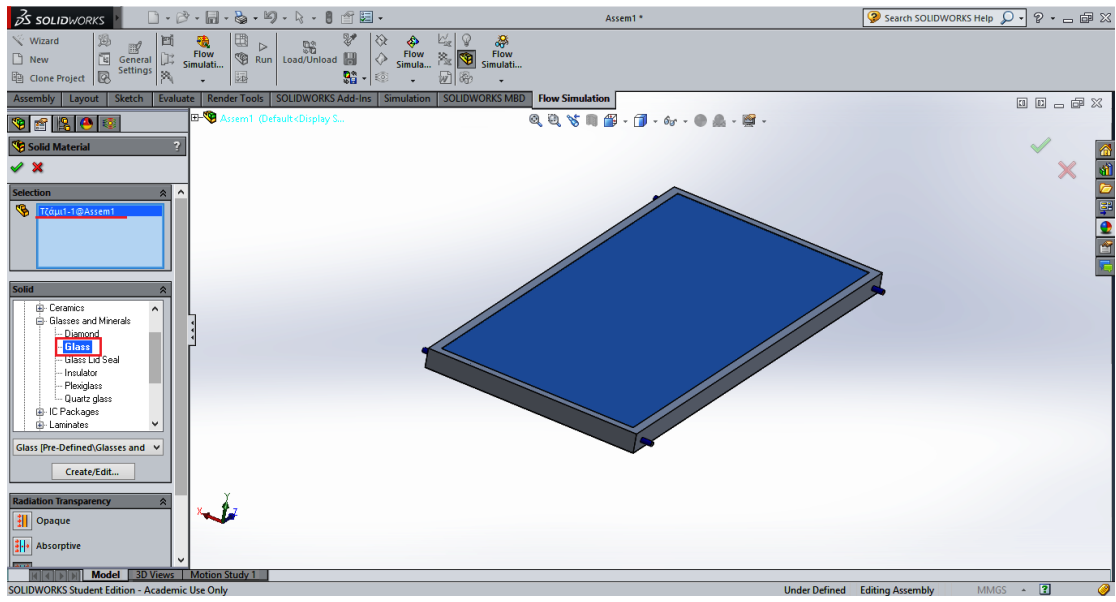 SOLIDWORKS
Assem1 *
Search SOLIDWORKS Help
?
Wizard
New
Clone Project
General Settings
Flow Simulati...
Run
Load/Unload
Flow Simula...
Flow Simulati...
Assembly Layout Sketch Evaluate Render Tools SOLIDWORKS Add-Ins Simulation SOLIDWORKS MBD Flow Simulation
Assem1 (Default<Display S...
Solid Material ?
Selection
Τζάμι1-1@Assem1
Solid
Ceramics
Glasses and Minerals
Diamond
Glass
Glass Lid Seal
Insulator
Plexiglass
Quartz glass
IC Packages
Laminates
Glass [Pre-Defined\Glasses and
Create/Edit...
Radiation Transparency
Opaque
Absorptive
Y
X
Z
Model 3D Views Motion Study 1
SOLIDWORKS Student Edition - Academic Use Only
Under Defined Editing Assembly MMGS ?